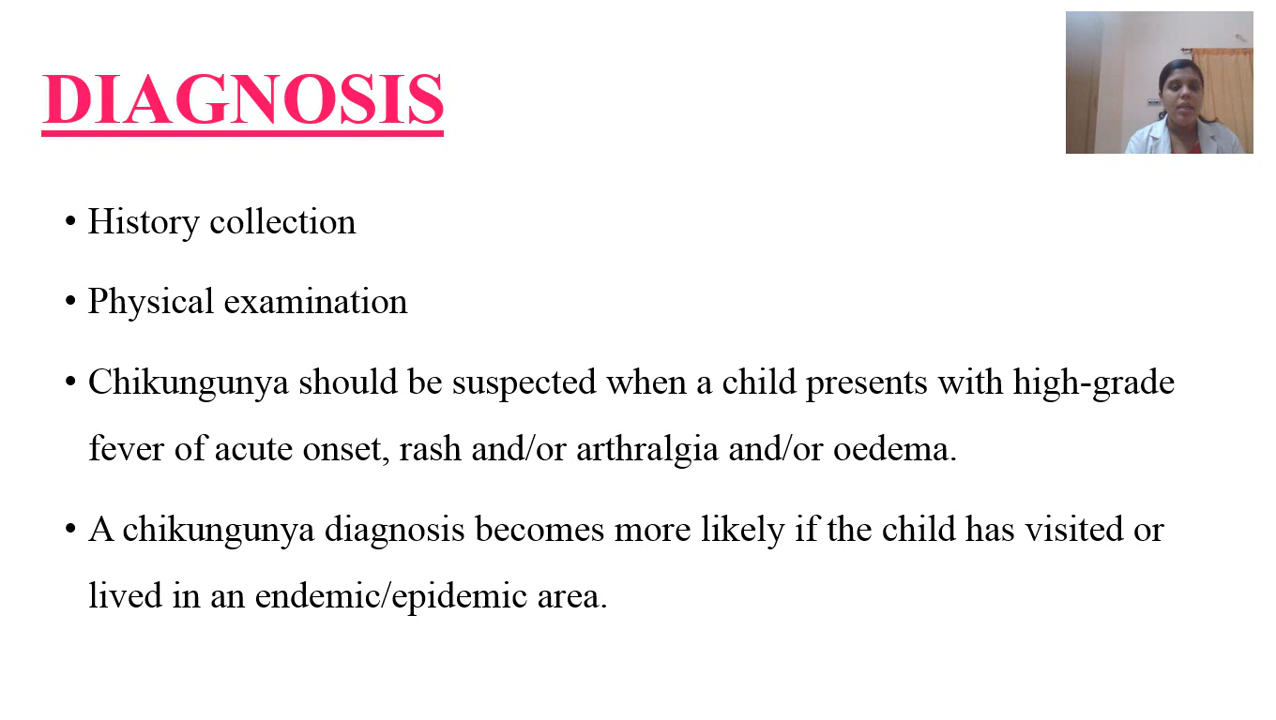 DIAGNOSIS
• History collection
• Physical examination
• Chikungunya should be suspected when a child presents with high-grade
fever of acute onset, rash and/or arthralgia and/or oedema.
• A chikungunya diagnosis becomes more likely if the child has visited or
lived in an endemic/epidemic area.